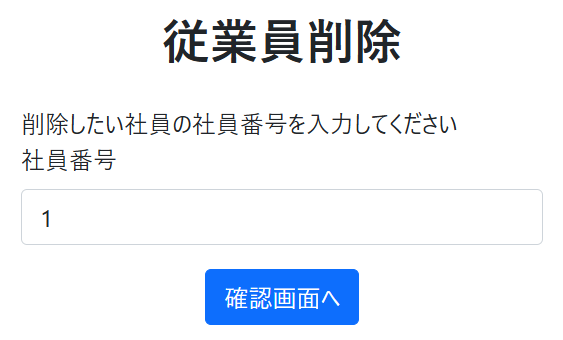 従業員削除
削除したい社員の社員番号を入力してください
社員番号
1
確認画面へ